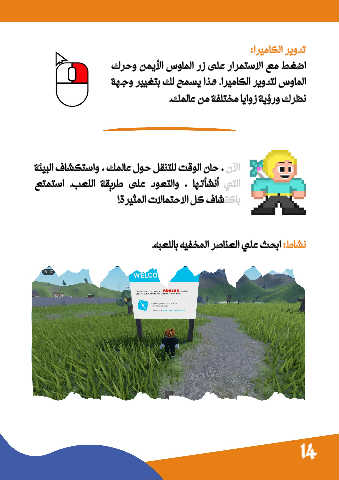 تدوير الكاميرا:
اضغط مع الاستمرار على زر الماوس الأيمن وحرك
الماوس لتدوير الكاميرا. هذا يسمح لك بتغيير وجهة
نظرك ورؤية زوايا مختلفة من عالمك.
الآن ، حان الوقت للتنقل حول عالمك ، واستكشاف البيئة
التي أنشأتها ، والتعود على طريقة اللعب. استمتع
باكتشاف كل الاحتمالات المثيرة!
نشاط: ابحث علي العناصر المخفيه باللعبه.
WELCO
14